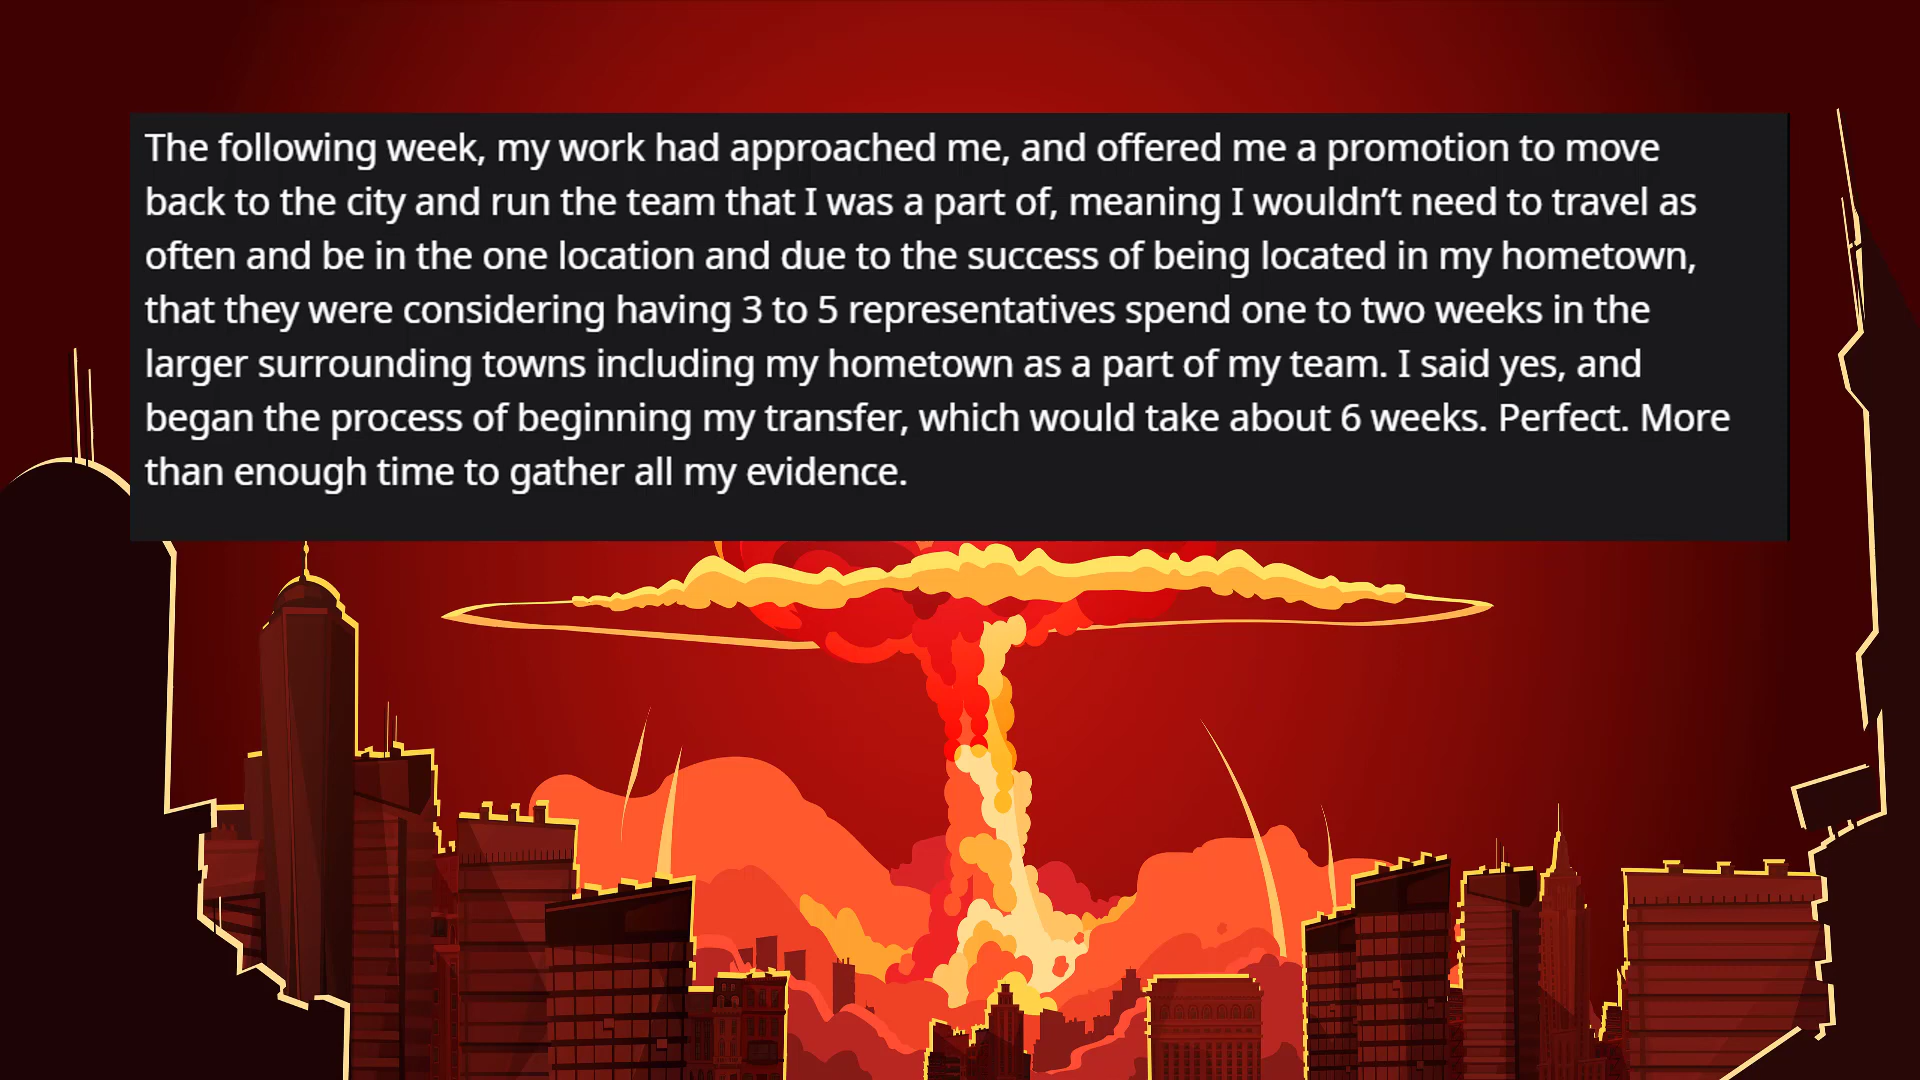 The following week, my work had approached me, and offered me a promotion to move
back to the city and run the team that I was a part of, meaning I wouldn’t need to travel as
often and be in the one location and due to the success of being located in my hometown,
that they were considering having 3 to 5 representatives spend one to two weeks in the
larger surrounding towns including my hometown as a part of my team. I said yes, and
began the process of beginning my transfer, which would take about 6 weeks. Perfect. More
than enough time to gather all my evidence.